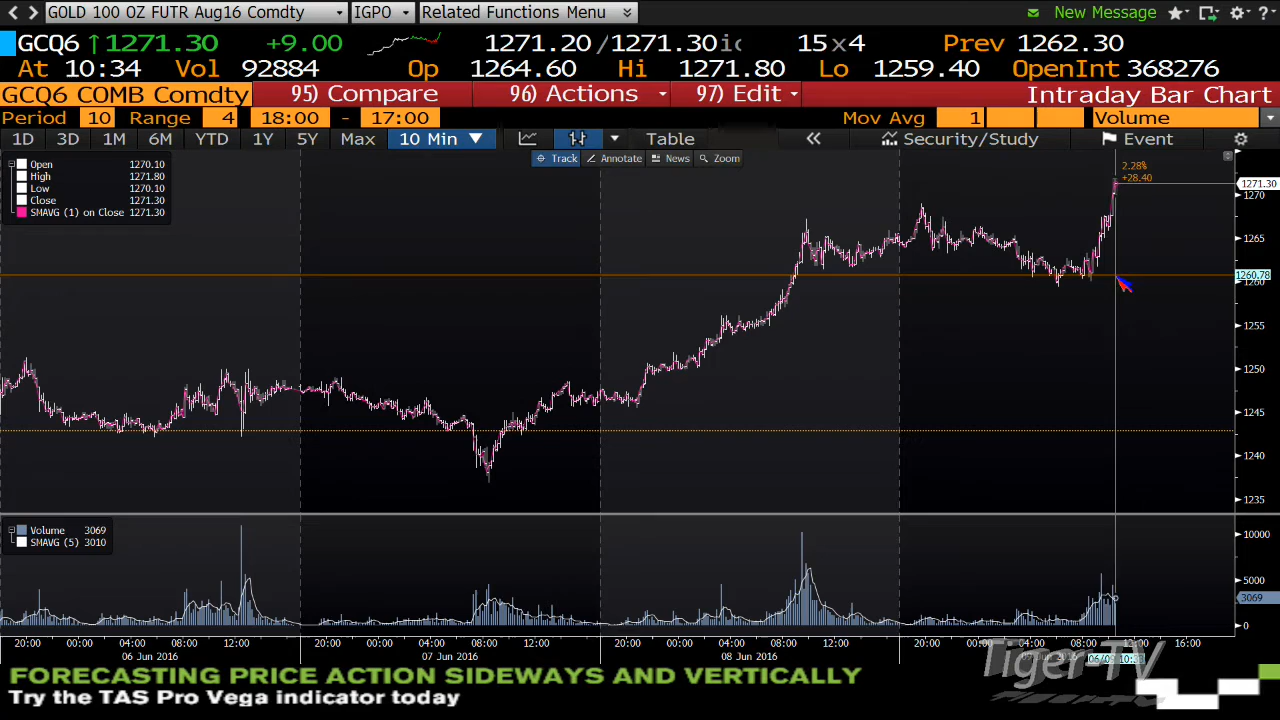 GOLD 100 OZ FUTR Aug16 Comdty IGPO Related Functions Menu New Message
GCQ6 ↑1271.30 +9.00 1271.20/1271.30 15x4 Prev 1262.30
At 10:34 Vol 92884 Op 1264.60 Hi 1271.80 Lo 1259.40 OpenInt 368276
GCQ6 COMB Comdty 95) Compare 96) Actions 97) Edit Intraday Bar Chart
Period 10 Range 4 18:00 - 17:00 Mov Avg 1 Volume
1D 3D 1M 6M YTD 1Y 5Y Max 10 Min Table Security/Study Event
Track Annotate News Zoom
Open 1270.10
High 1271.80
Low 1270.10
Close 1271.30
SMAVG (1) on Close 1271.30
2.28%
+28.40
1271.30
1270
1265
1260.78
1260
1255
1250
1245
1240
1235
Volume 3069
SMAVG (5) 3010
10000
5000
3069
0
20:00 00:00 04:00 08:00 12:00 20:00 00:00 04:00 08:00 12:00 20:00 00:00 04:00 08:00 12:00 20:00 00:00 04:00 08:00 12:00 16:00
06 Jun 2016 07 Jun 2016 08 Jun 2016 09 Jun 2016
Tiger-TV
FORECASTING PRICE ACTION SIDEWAYS AND VERTICALLY
Try the TAS Pro Vega indicator today